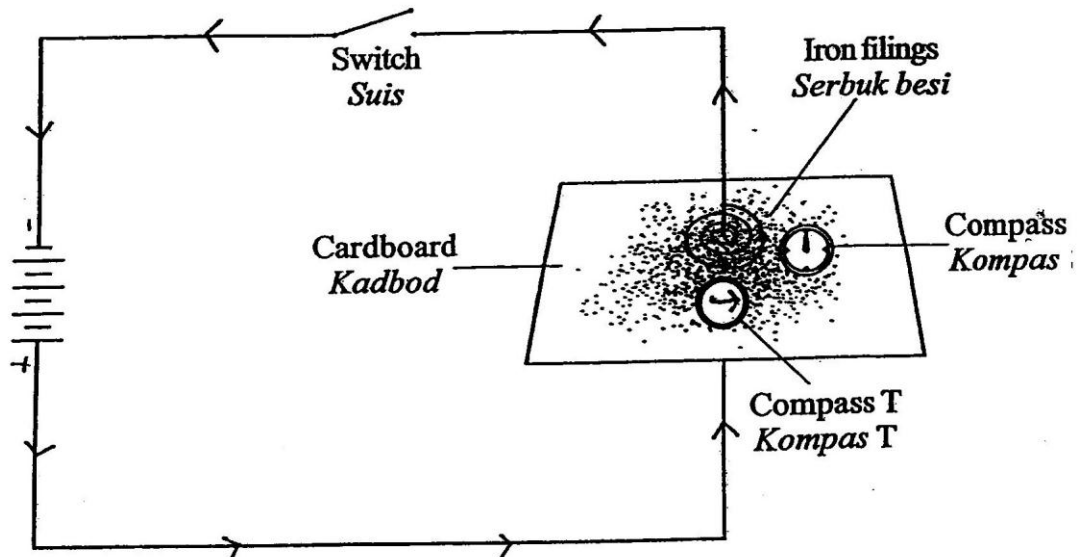 Switch
Suis
Iron filings
Serbuk besi
Cardboard
Kadbod
Compass
Kompas
-
+
Compass T
Kompas T